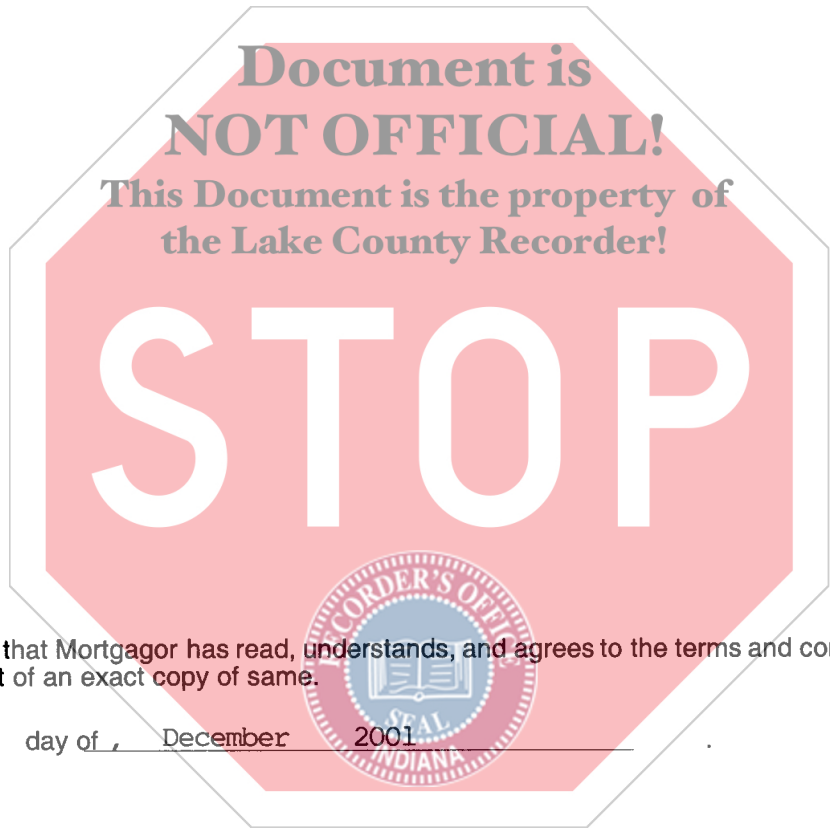 Document is
NOT OFFICIAL!
This Document is the property of
the Lake County Recorder!
STOP
RECORDER'S OFFICE
that Mortgagor has read, understands, and agrees to the terms and
of an exact copy of same.
SEAL
day of , December 2001 .
INDIANA